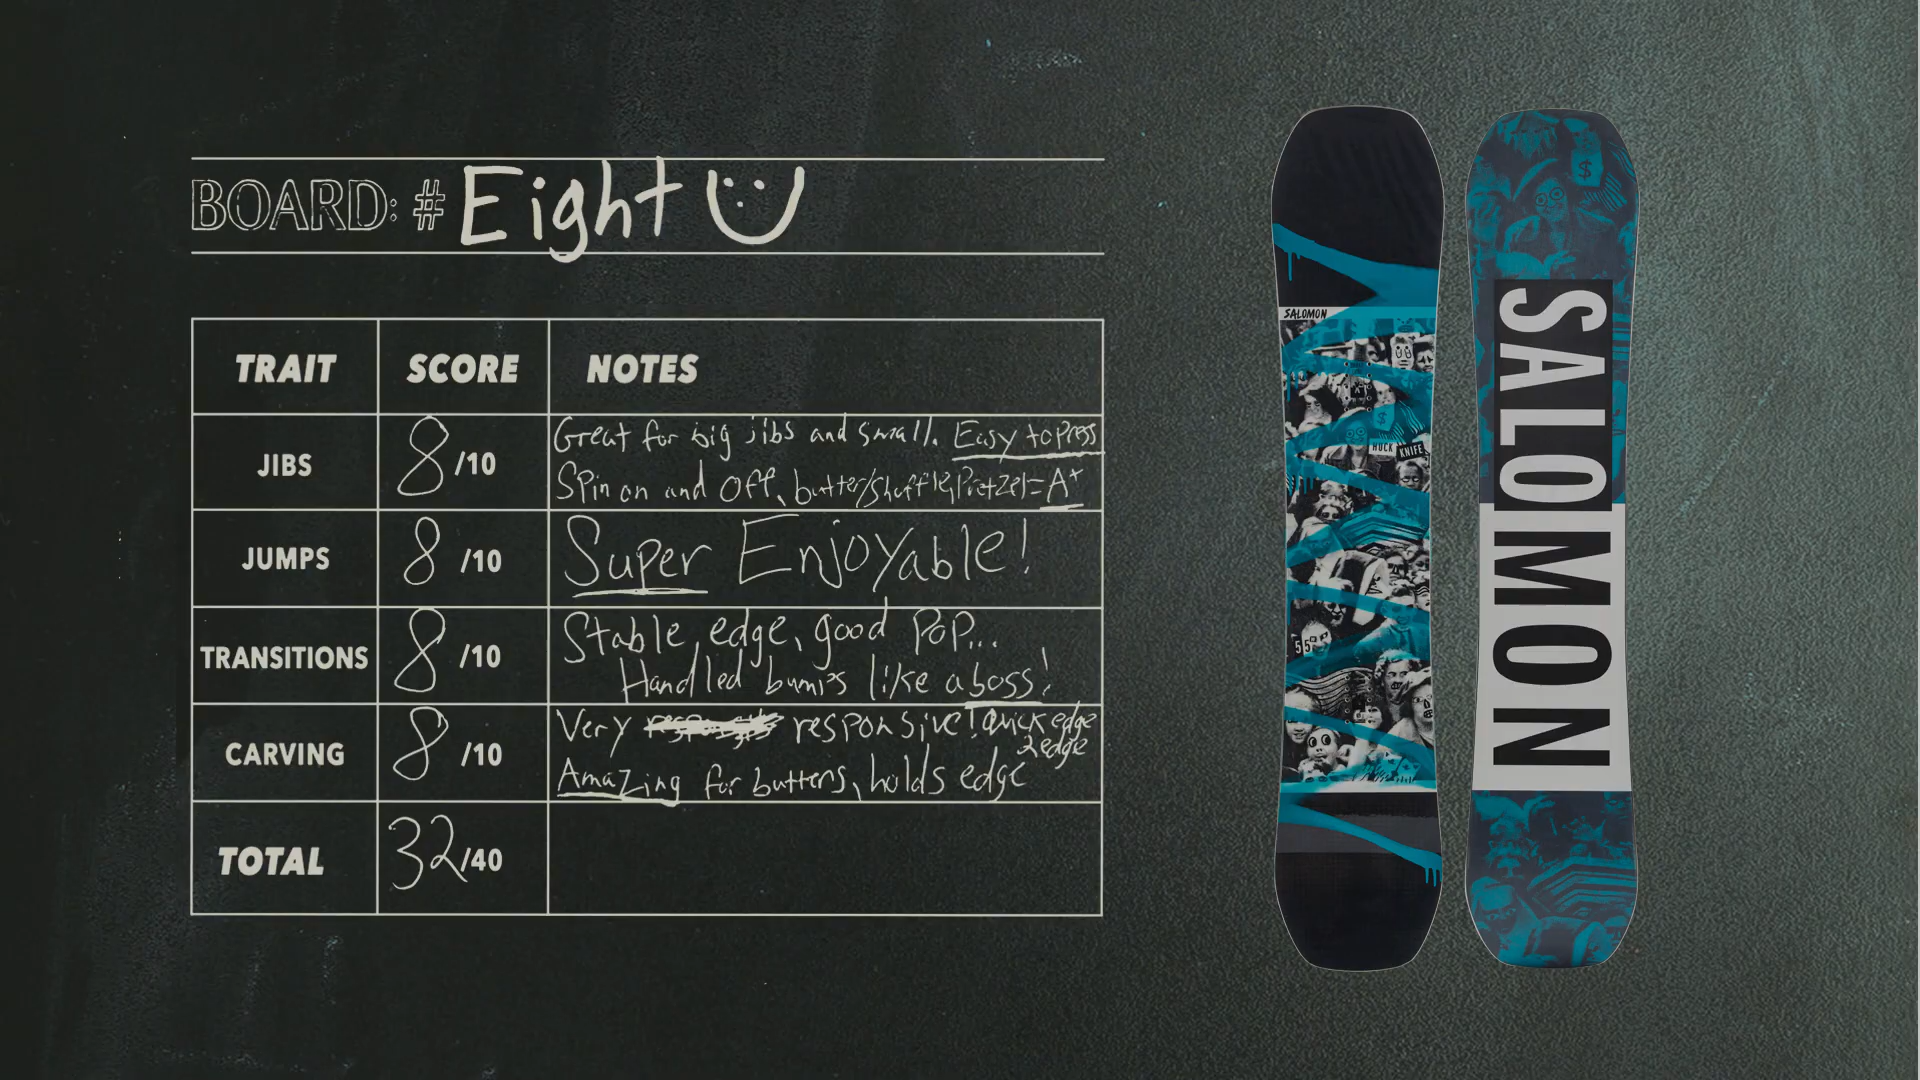 BOARD: # Eight
TRAIT SCORE NOTES
JIBS 8/10 Great for big jibs and small. Easy to press
Spin on and off, butter/shuffle, Pretzel = A+
JUMPS 8/10 Super Enjoyable!
TRANSITIONS 8/10 Stable edge, good pop...
Handled bumps like a boss!
CARVING 8/10 Very responsive! Quick edge
2 edge
Amazing for butters, holds edge
TOTAL 32/40
SALOMON
HUCK KNIFE
$
55
SALOMON
$